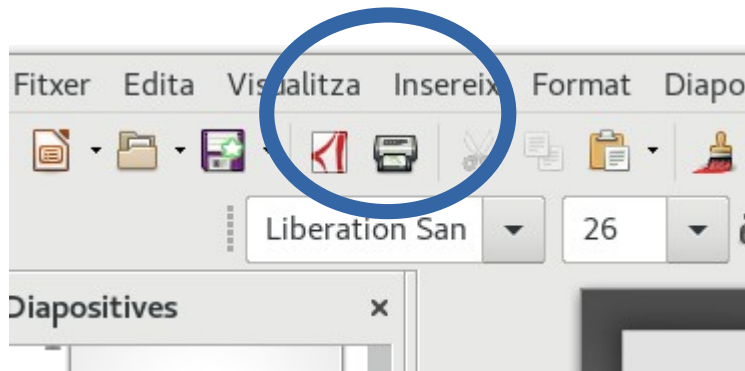 Fitxer Edita Visualitza Insereix Format Diapo
Liberation San 26
Diapositives